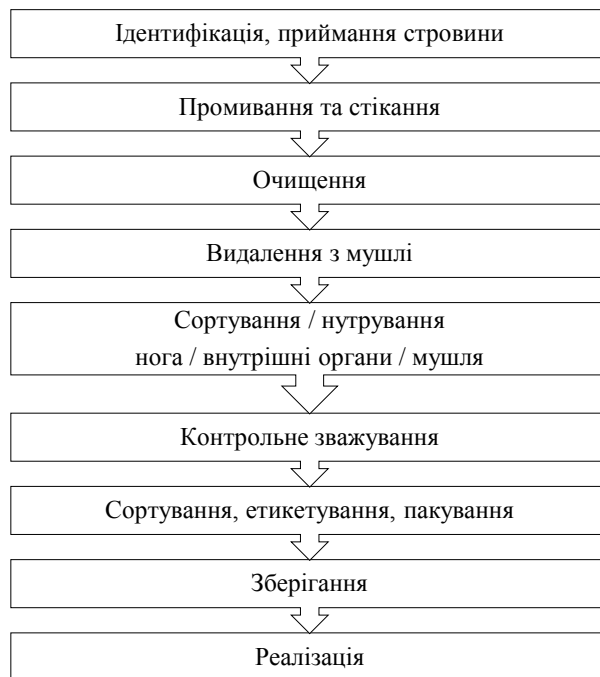 Ідентифікація, приймання стровини
Промивання та стікання
Очищення
Видалення з мушлі
Сортування / нутрування
нога / внутрішні органи / мушля
Контрольне зважування
Сортування, етикетування, пакування
Зберігання
Реалізація